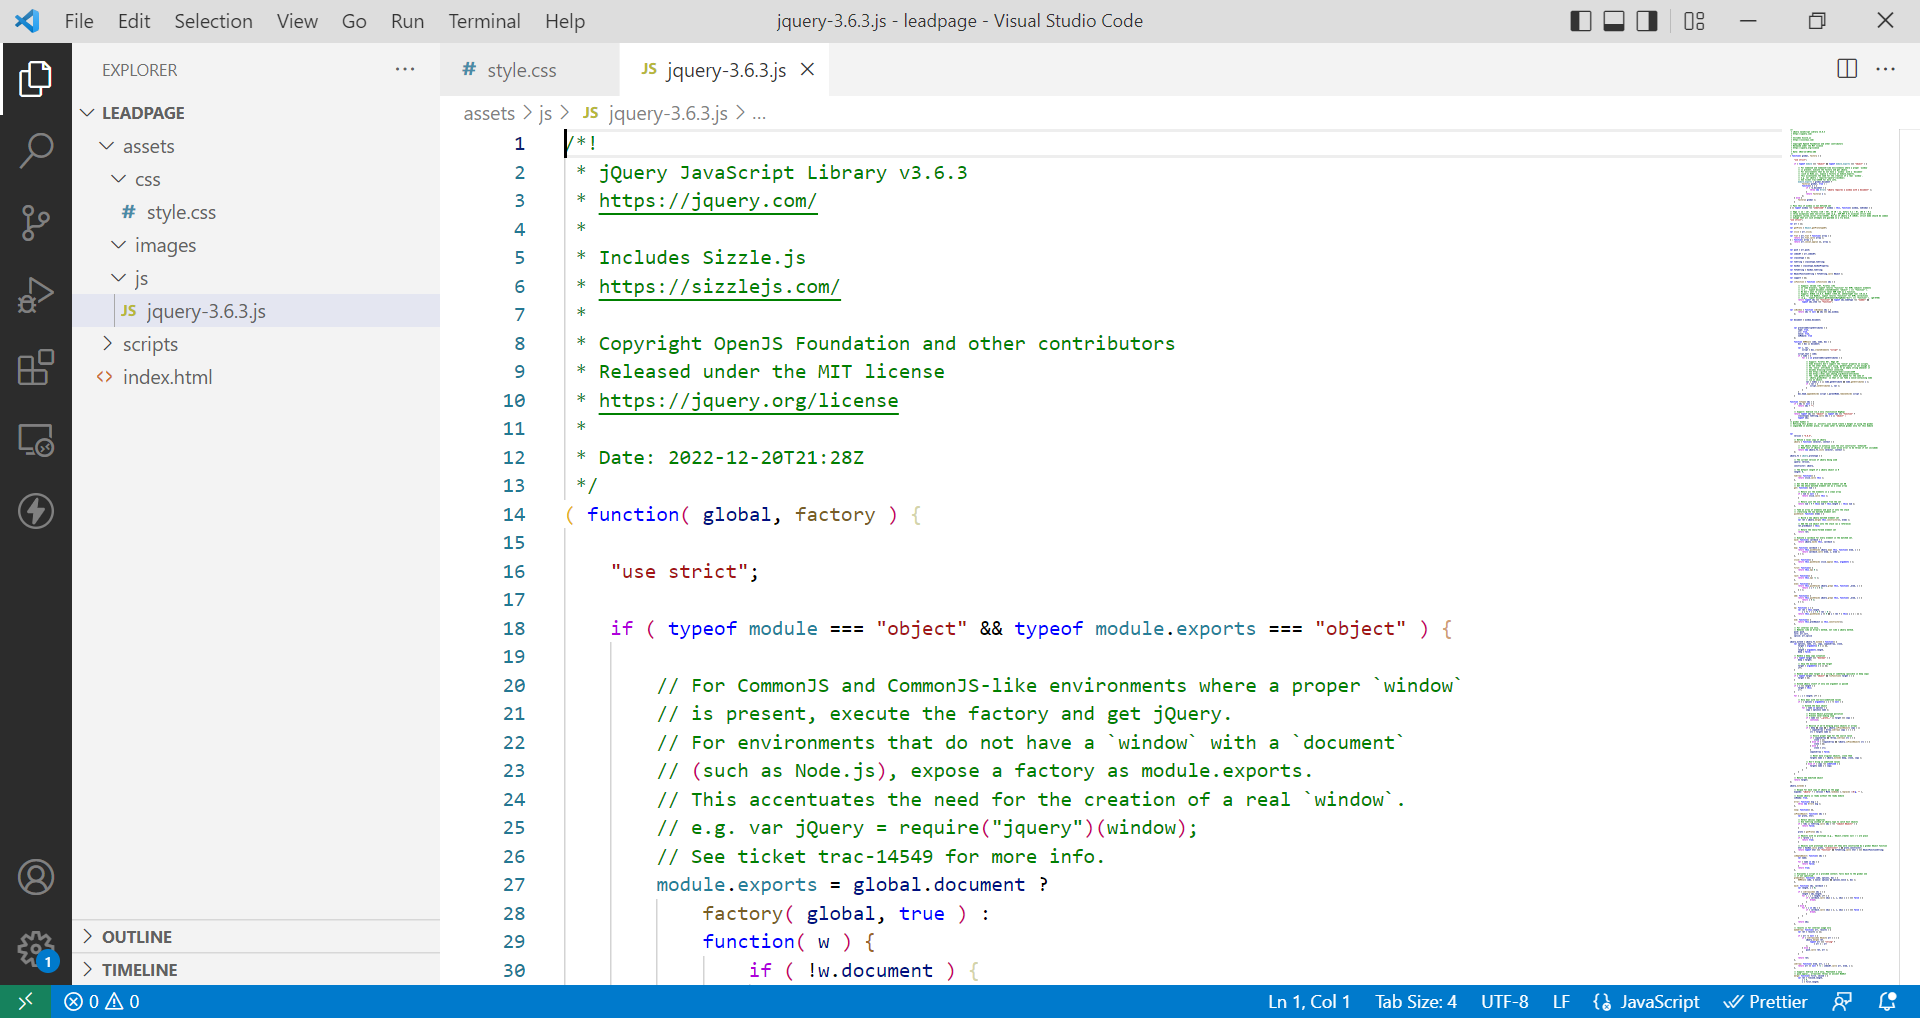 File Edit Selection View Go Run Terminal Help
jquery-3.6.3.js - leadpage - Visual Studio Code
EXPLORER
LEADPAGE
assets
css
# style.css
images
js
JS jquery-3.6.3.js
scripts
<> index.html
OUTLINE
TIMELINE
1
# style.css
JS jquery-3.6.3.js
assets > js > JS jquery-3.6.3.js > ...
1 /*!
2  * jQuery JavaScript Library v3.6.3
3  * https://jquery.com/
4  *
5  * Includes Sizzle.js
6  * https://sizzlejs.com/
7  *
8  * Copyright OpenJS Foundation and other contributors
9  * Released under the MIT license
10  * https://jquery.org/license
11  *
12  * Date: 2022-12-20T21:28Z
13  */
14 ( function( global, factory ) {
15
16     "use strict";
17
18     if ( typeof module === "object" && typeof module.exports === "object" ) {
19
20         // For CommonJS and CommonJS-like environments where a proper `window`
21         // is present, execute the factory and get jQuery.
22         // For environments that do not have a `window` with a `document`
23         // (such as Node.js), expose a factory as module.exports.
24         // This accentuates the need for the creation of a real `window`.
25         // e.g. var jQuery = require("jquery")(window);
26         // See ticket trac-14549 for more info.
27         module.exports = global.document ?
28             factory( global, true ) :
29             function( w ) {
30                 if ( !w.document ) {
0 0
Ln 1, Col 1 Tab Size: 4 UTF-8 LF JavaScript Prettier